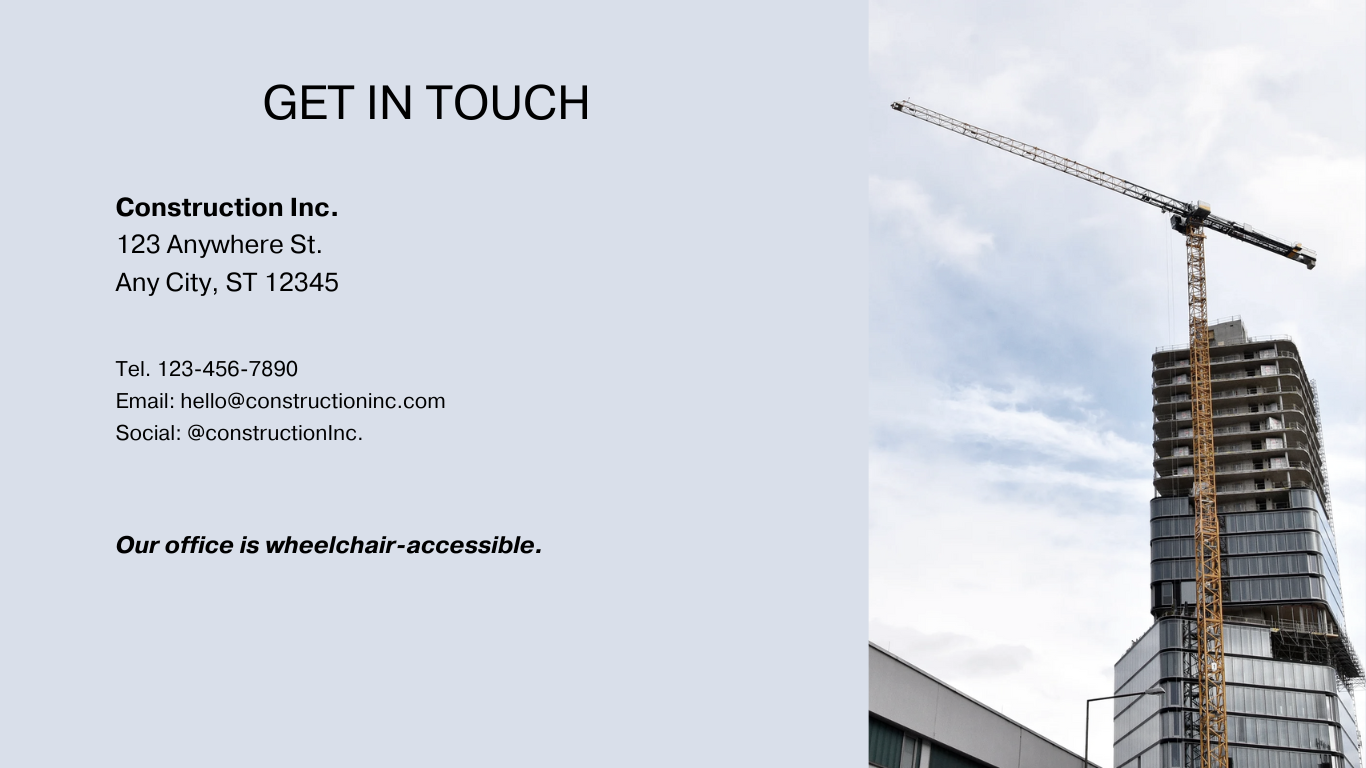 GET IN TOUCH
Construction Inc.
123 Anywhere St.
Any City, ST 12345
Tel. 123-456-7890
Email: hello@constructioninc.com
Social: @constructionInc.
Our office is wheelchair-accessible.